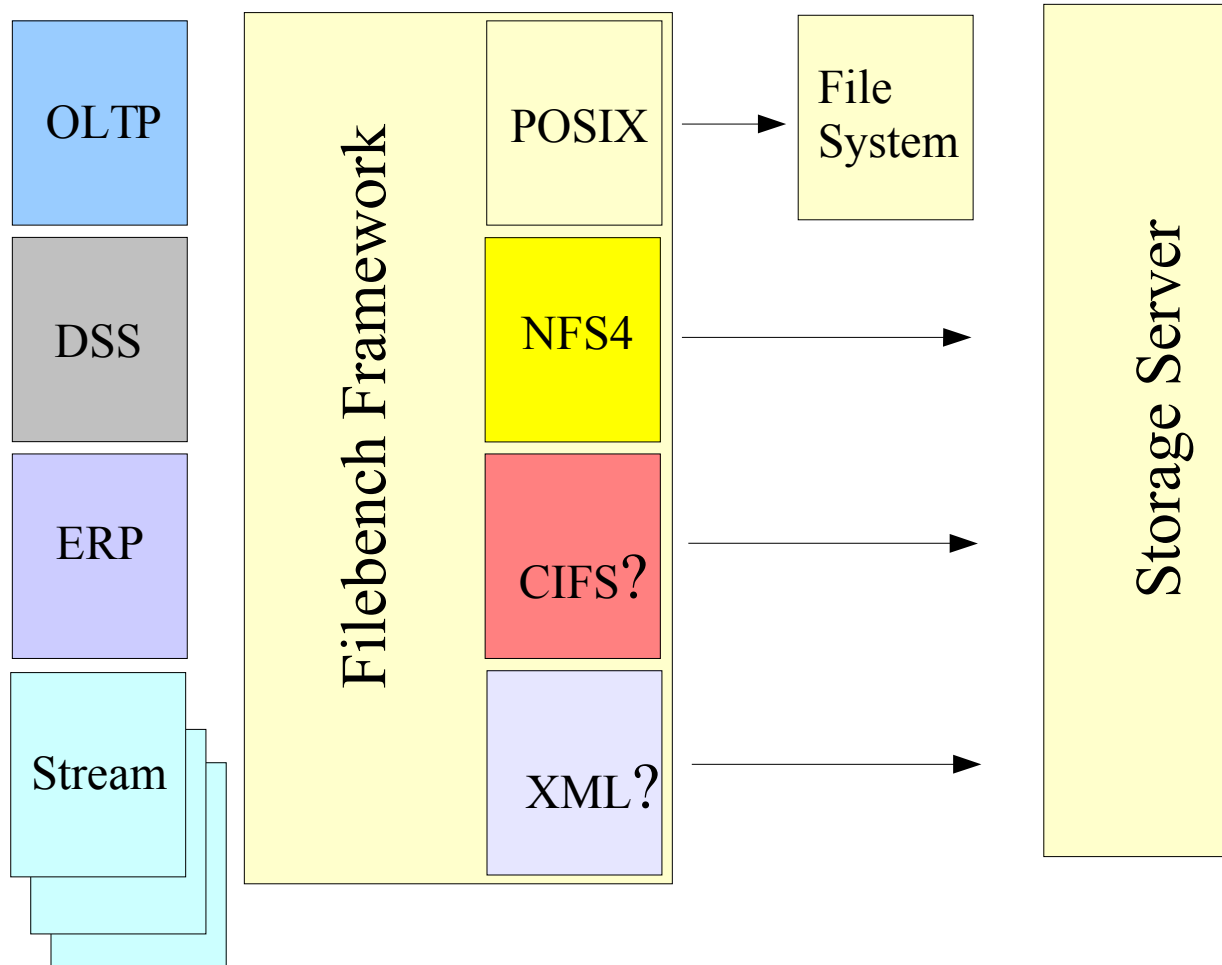 OLTP
DSS
ERP
Stream
Filebench Framework
POSIX
NFS4
CIFS?
XML?
File
System
Storage Server